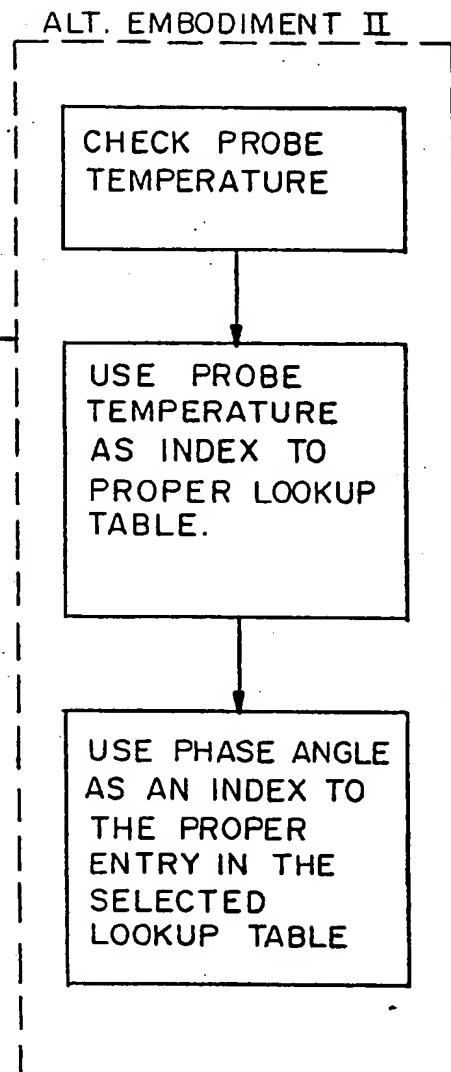 ALT. EMBODIMENT II
CHECK PROBE
TEMPERATURE
USE PROBE
TEMPERATURE
AS INDEX TO
PROPER LOOKUP
TABLE.
USE PHASE ANGLE
AS AN INDEX TO
THE PROPER
ENTRY IN THE
SELECTED
LOOKUP TABLE